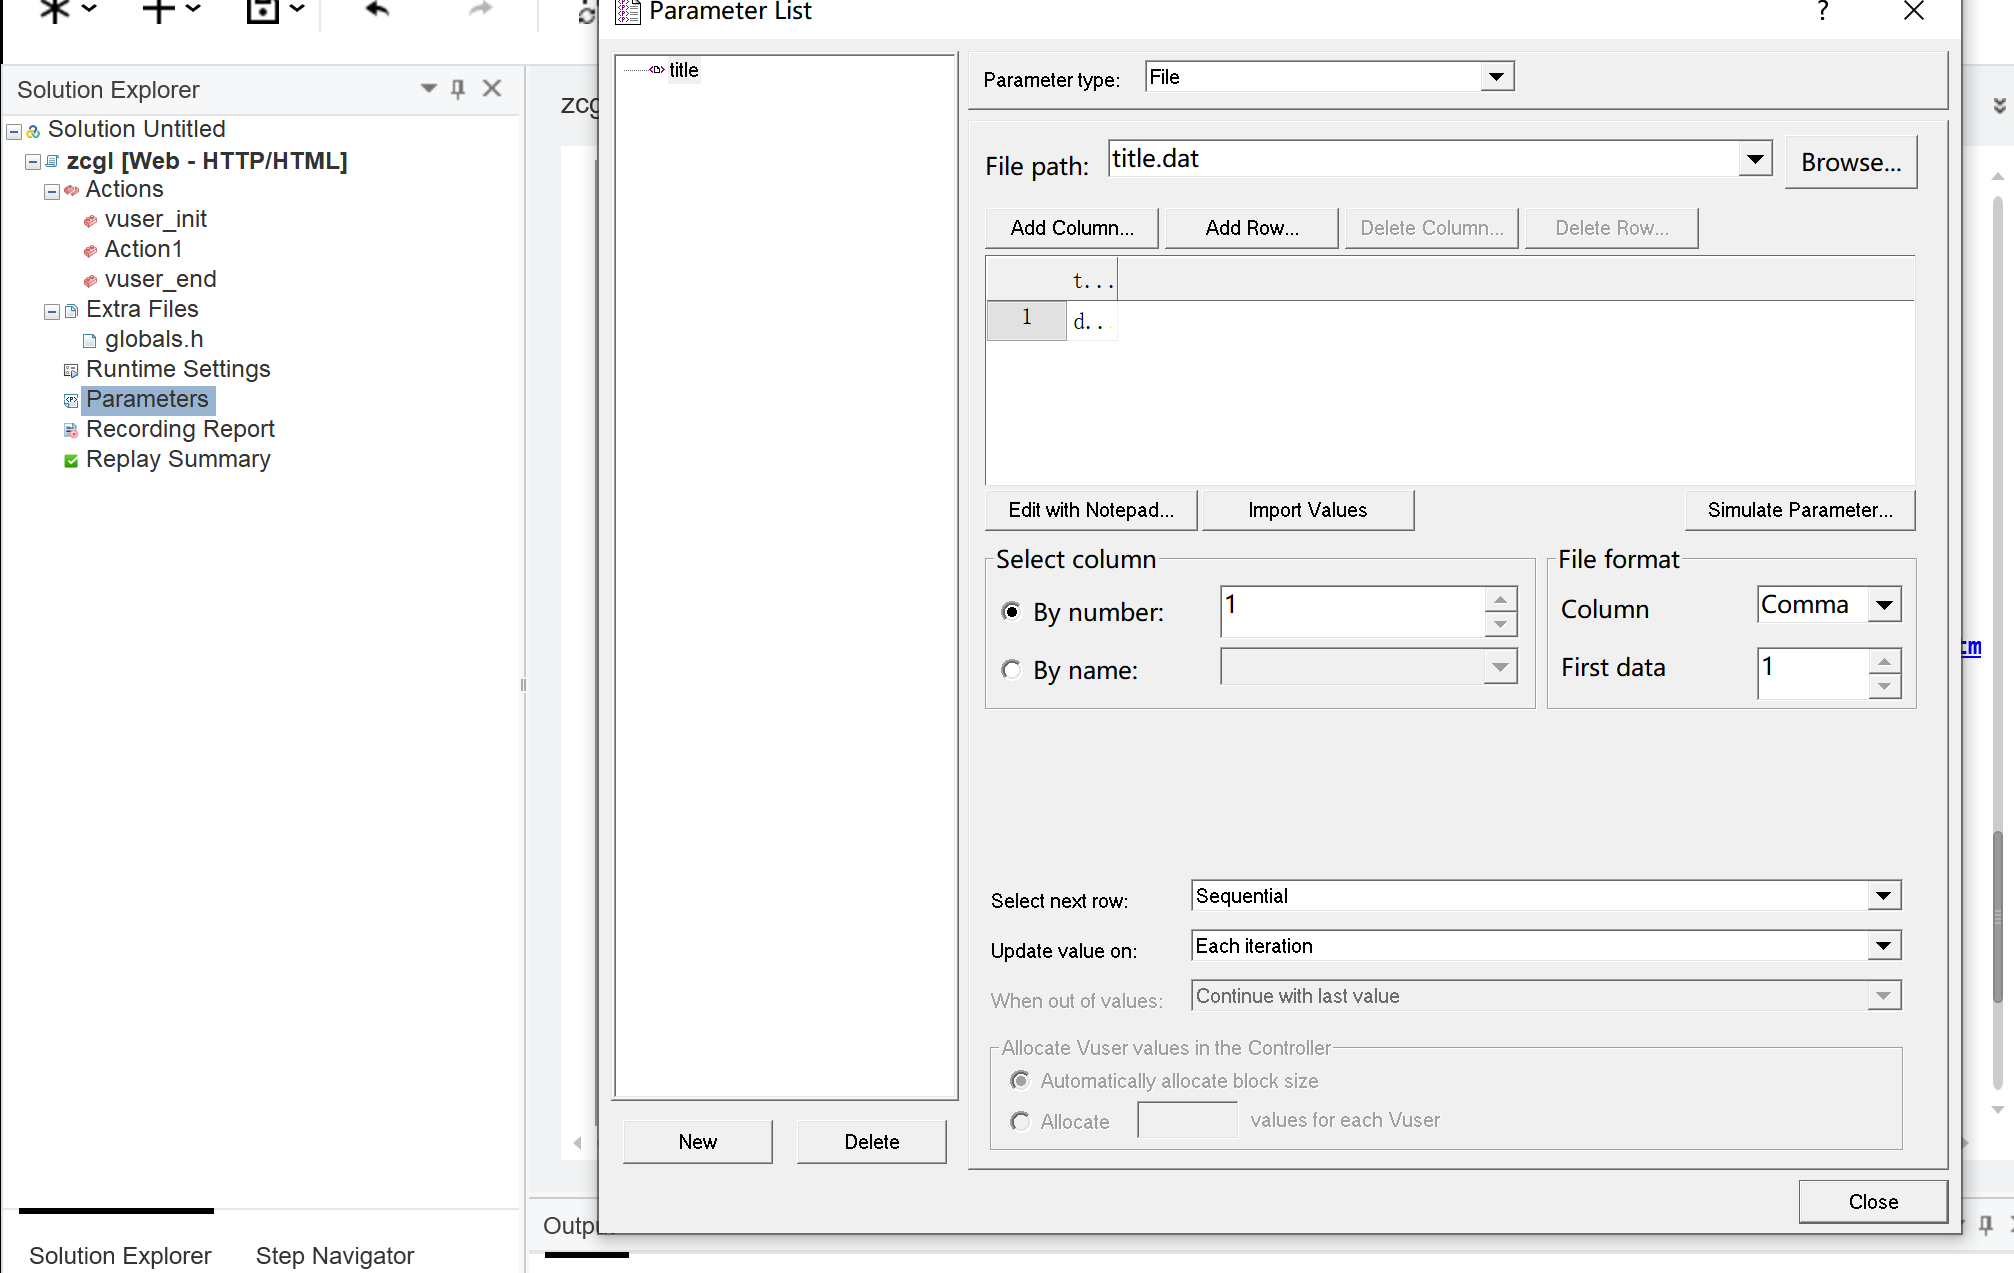 Parameter List
?
Solution Explorer
Solution Untitled
zcgl [Web - HTTP/HTML]
Actions
vuser_init
Action1
vuser_end
Extra Files
globals.h
Runtime Settings
Parameters
Recording Report
Replay Summary
Solution Explorer
Step Navigator
title
New
Delete
Parameter type:
File
File path:
title.dat
Browse...
Add Column...
Add Row...
Delete Column...
Delete Row...
t...
1
d...
Edit with Notepad...
Import Values
Simulate Parameter...
Select column
By number:
1
By name:
File format
Column
Comma
First data
1
Select next row:
Sequential
Update value on:
Each iteration
When out of values:
Continue with last value
Allocate Vuser values in the Controller
Automatically allocate block size
Allocate
values for each Vuser
Close